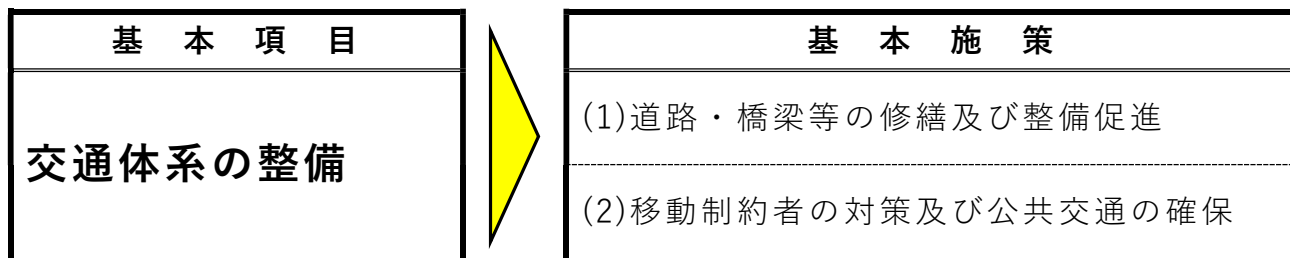 基本項目
交通体系の整備
基本施策
(1)道路・橋梁等の修繕及び整備促進
(2)移動制約者の対策及び公共交通の確保